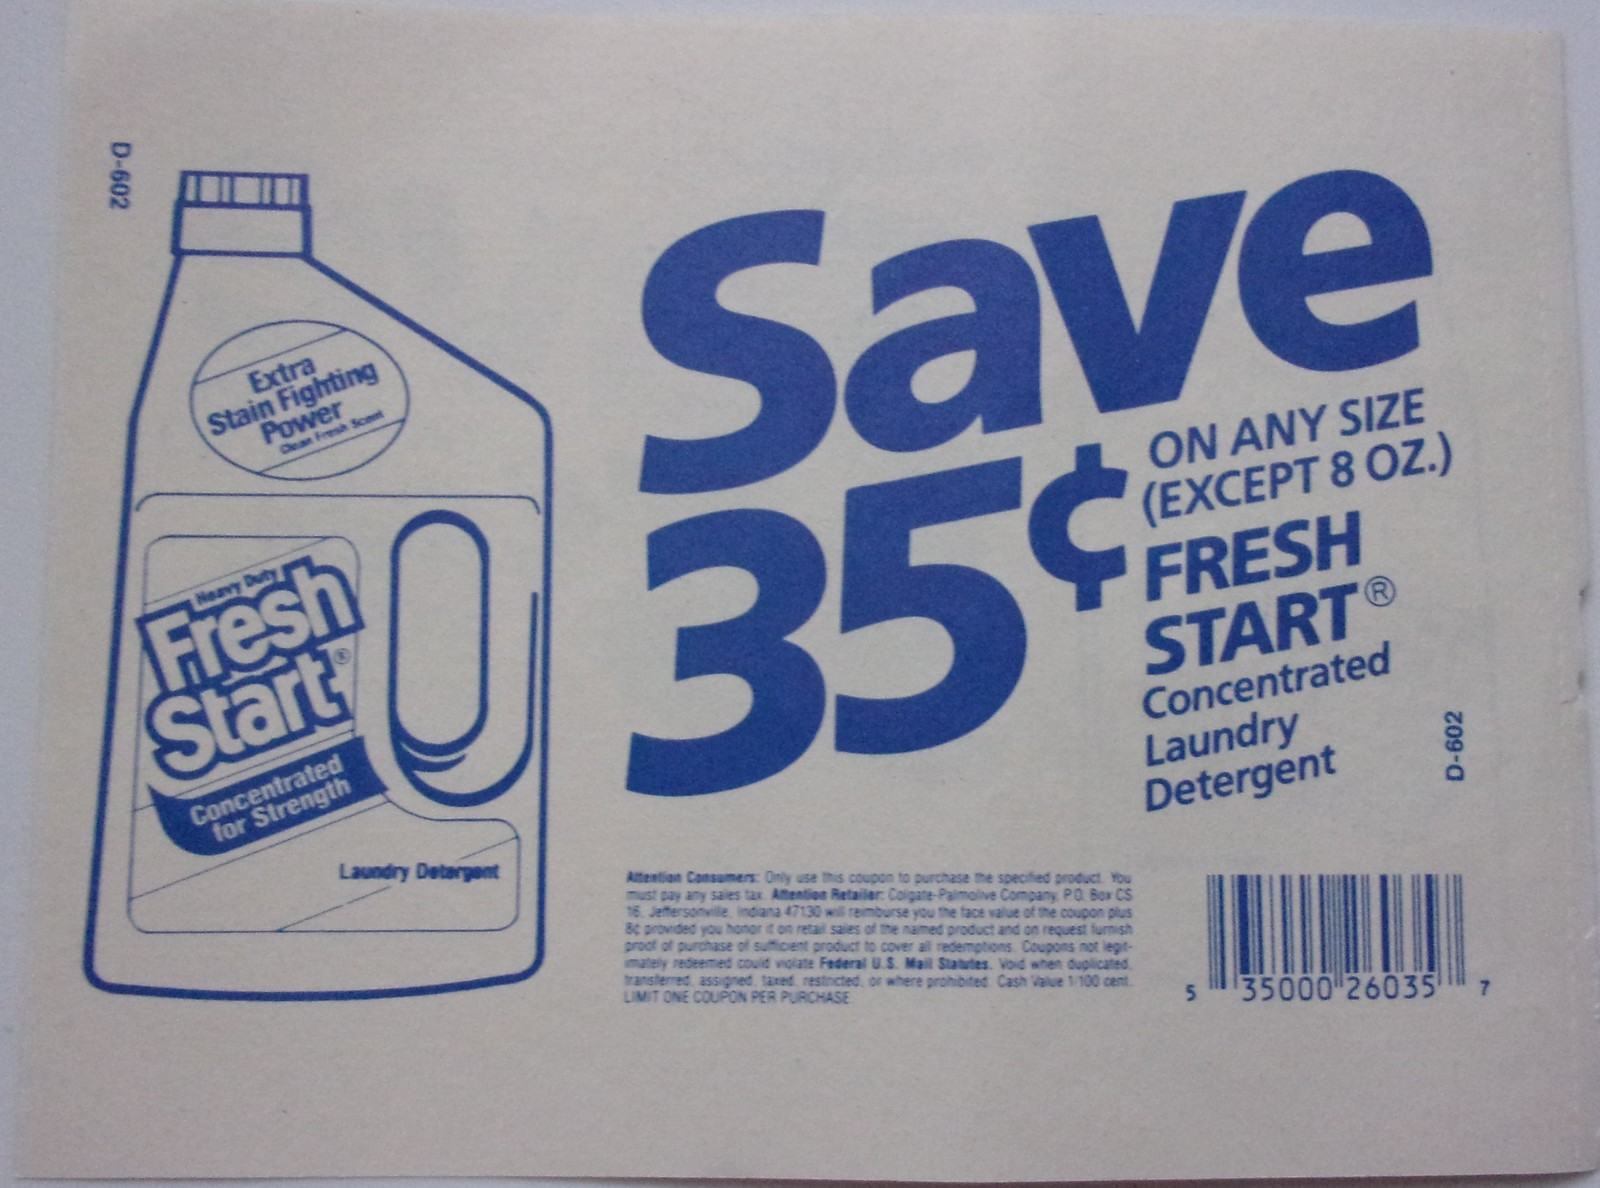 D-602
Extra
Stain Fighting
Power
Clean Fresh Scent
Heavy Duty
Fresh
Start®
Concentrated
for Strength
Laundry Detergent
Save
35¢
ON ANY SIZE
(EXCEPT 8 OZ.)
FRESH
START®
Concentrated
Laundry
Detergent
D-602
Attention Consumers: Only use this coupon to purchase the specified product. You
must pay any sales tax. Attention Retailer: Colgate-Palmolive Company, P.O. Box CS
16, Jeffersonville, Indiana 47130 will reimburse you the face value of the coupon plus
8¢ provided you honor it on retail sales of the named product and on request furnish
proof of purchase of sufficient product to cover all redemptions. Coupons not legit-
imately redeemed could violate Federal U.S. Mail Statutes. Void when duplicated,
transferred, assigned, taxed, restricted, or where prohibited. Cash Value 1/100 cent.
LIMIT ONE COUPON PER PURCHASE
5 35000 26035 7